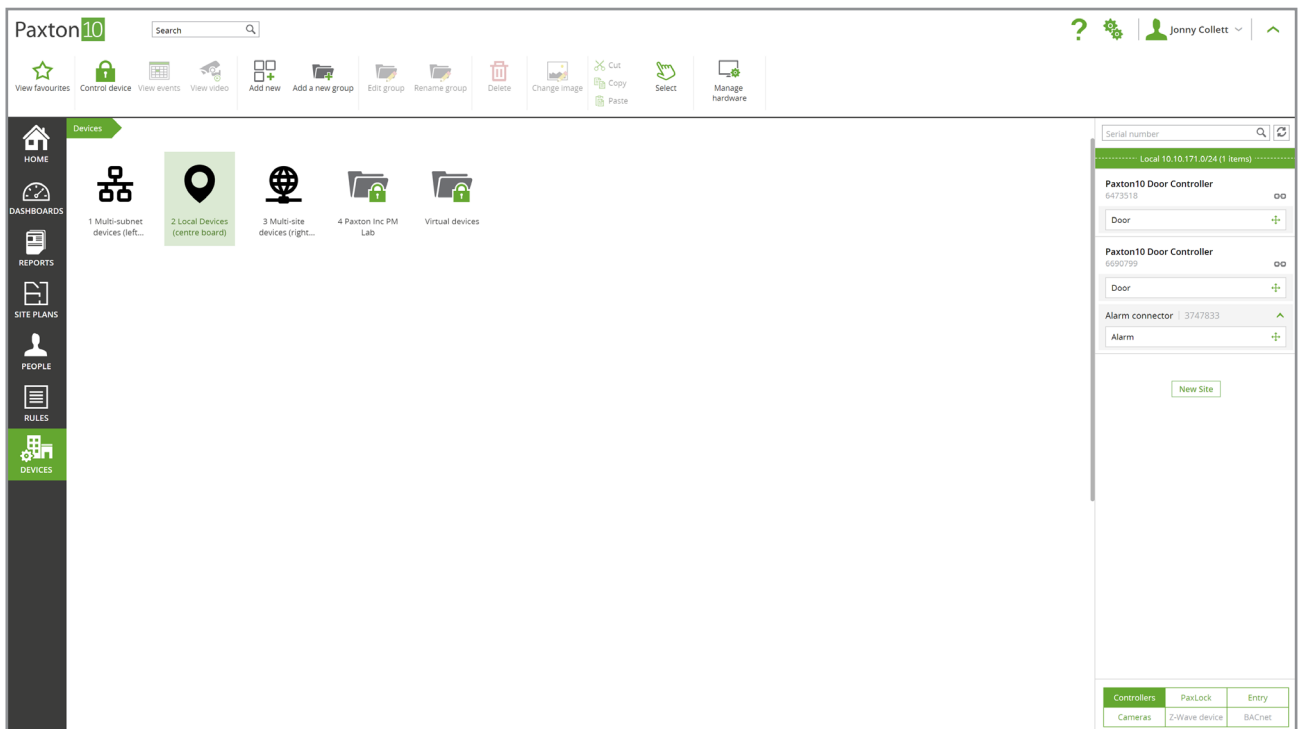 Paxton10
Search
Jonny Collett
View favourites
Control device
View events
View video
Add new
Add a new group
Edit group
Rename group
Delete
Change image
Cut
Copy
Paste
Select
Manage
hardware
HOME
DASHBOARDS
REPORTS
SITE PLANS
PEOPLE
RULES
DEVICES
Devices
1 Multi-subnet
devices (left...
2 Local Devices
(centre board)
3 Multi-site
devices (right...
4 Paxton Inc PM
Lab
Virtual devices
Serial number
Local 10.10.171.0/24 (1 items)
Paxton10 Door Controller
6473518
Door
Paxton10 Door Controller
6690799
Door
Alarm connector | 3747833
Alarm
New Site
Controllers
PaxLock
Entry
Cameras
Z-Wave device
BACnet